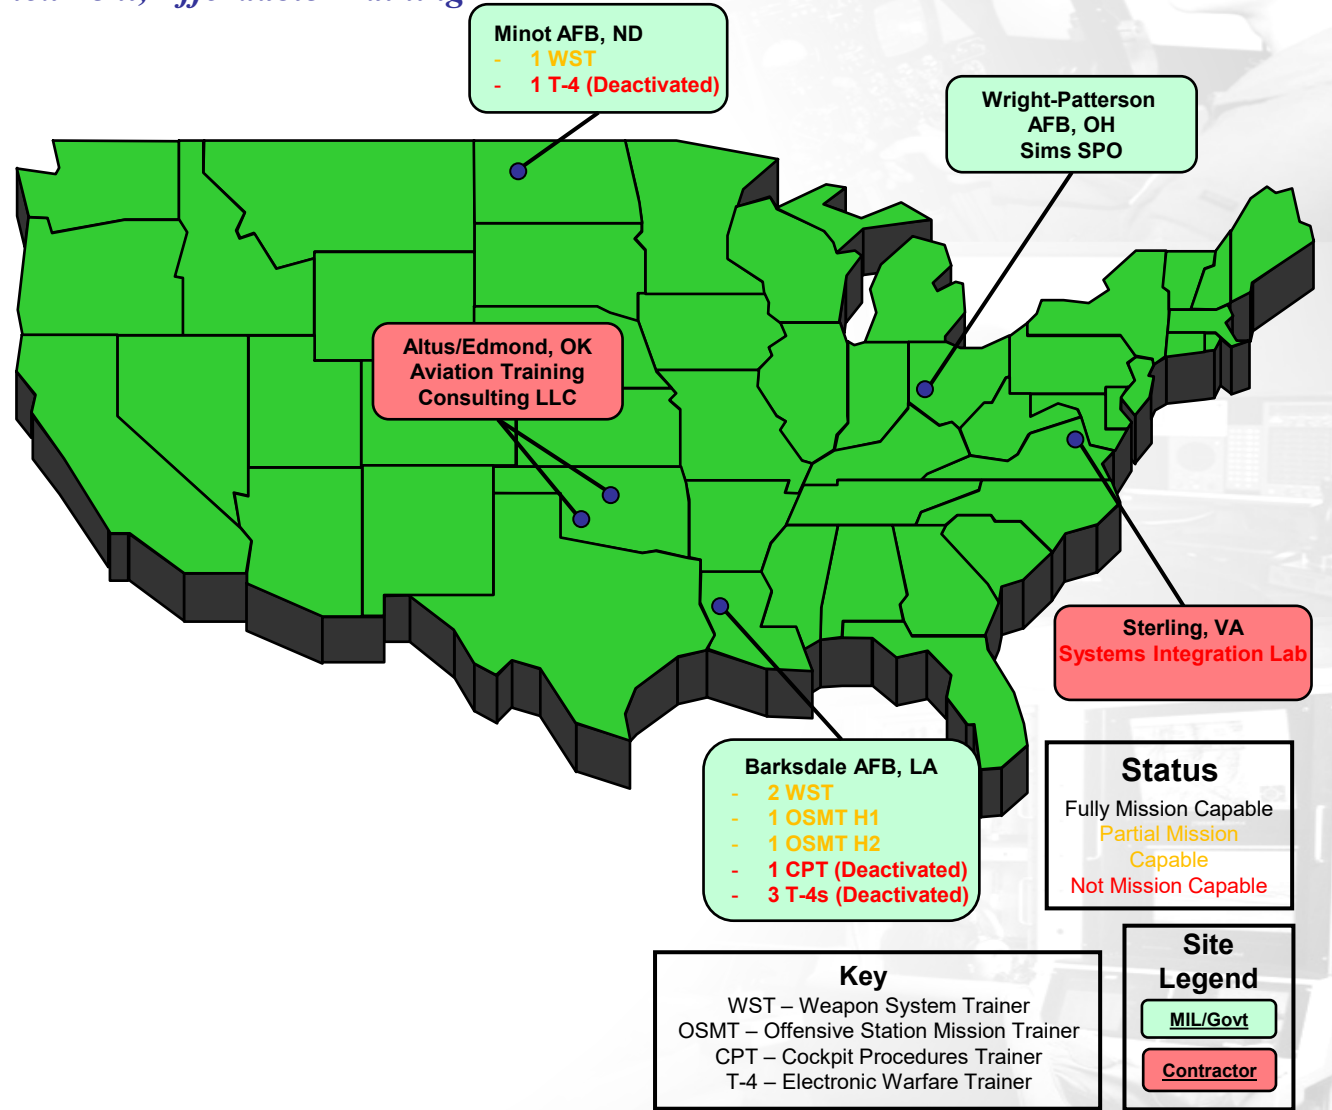 Training
Minot AFB, ND
- 1 WST
- 1 T-4 (Deactivated)
Wright-Patterson
AFB, OH
Sims SPO
Altus/Edmond, OK
Aviation Training
Consulting LLC
Sterling, VA
Systems Integration Lab
Barksdale AFB, LA
- 2 WST
- 1 OSMT H1
- 1 OSMT H2
- 1 CPT (Deactivated)
- 3 T-4s (Deactivated)
Status
Fully Mission Capable
Partial Mission
Capable
Not Mission Capable
Key
WST – Weapon System Trainer
OSMT – Offensive Station Mission Trainer
CPT – Cockpit Procedures Trainer
T-4 – Electronic Warfare Trainer
Site
Legend
MIL/Govt
Contractor